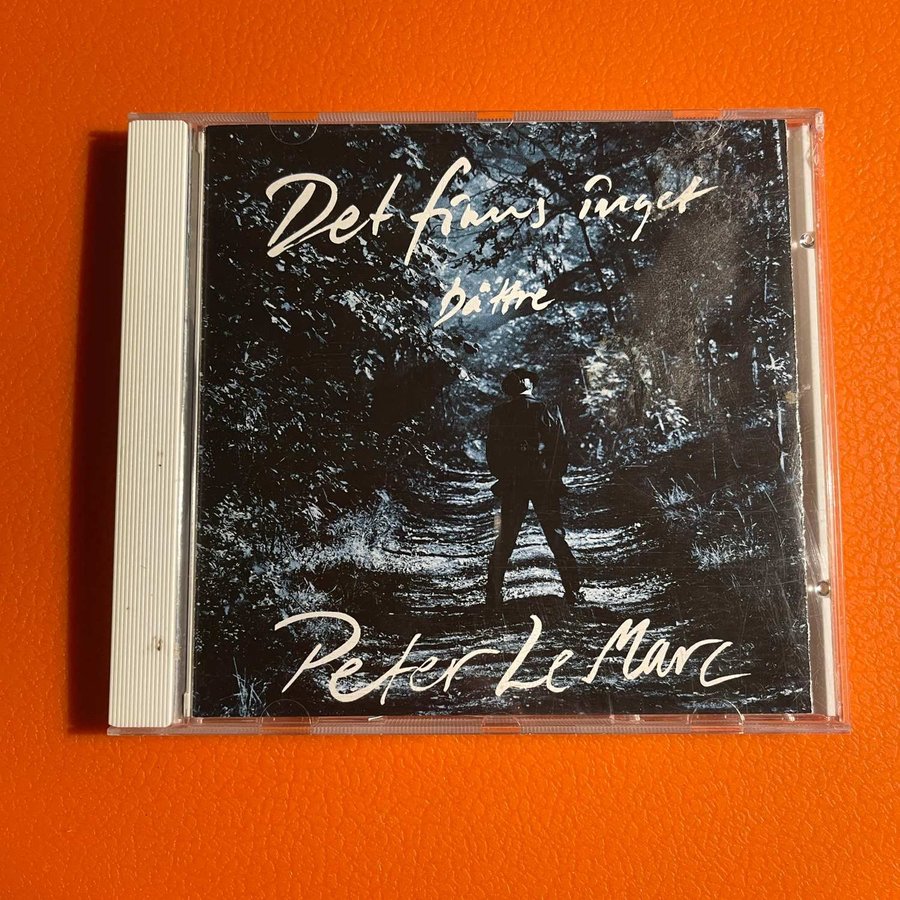 Det finns inget
bättre
Peter LeMarc